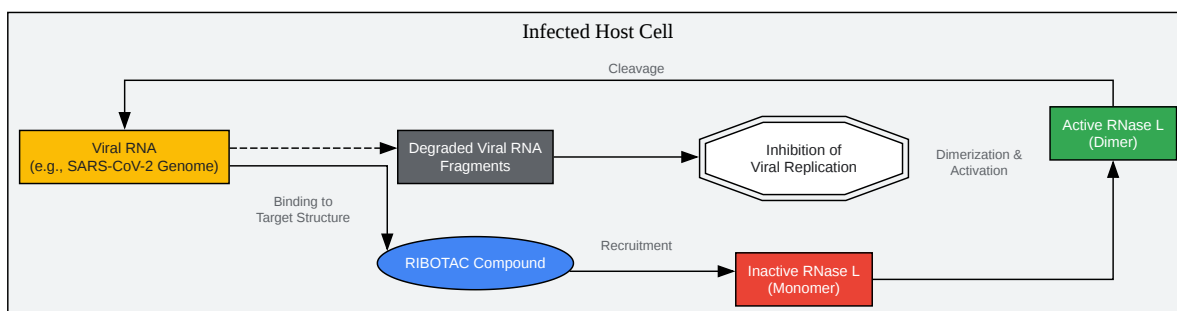 Infected Host Cell
Cleavage
Viral RNA
(e.g., SARS-CoV-2 Genome)
Degraded Viral RNA
Fragments
Inhibition of
Viral Replication
Dimerization &
Activation
Active RNase L
(Dimer)
Binding to
Target Structure
RIBOTAC Compound
Recruitment
Inactive RNase L
(Monomer)